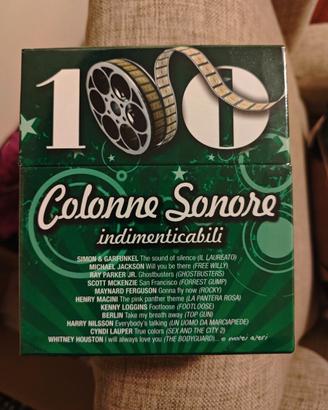 100
Colonne Sonore
indimenticabili
SIMON & GARFUNKEL The sound of silence (IL LAUREATO)
MICHAEL JACKSON Will you be there (FREE WILLY)
RAY PARKER JR. Ghostbusters (GHOSTBUSTERS)
SCOTT MCKENZIE San Francisco (FORREST GUMP)
MAYNARD FERGUSON Gonna fly now (ROCKY)
HENRY MACINI The pink panther theme (LA PANTERA ROSA)
KENNY LOGGINS Footloose (FOOTLOOSE)
BERLIN Take my breath away (TOP GUN)
HARRY NILSSON Everybody's talking (UN UOMO DA MARCIAPIEDE)
CYNDI LAUPER True colors (SEX AND THE CITY 2)
WHITNEY HOUSTON I will always love you (THE BODYGUARD)... e molti altri!